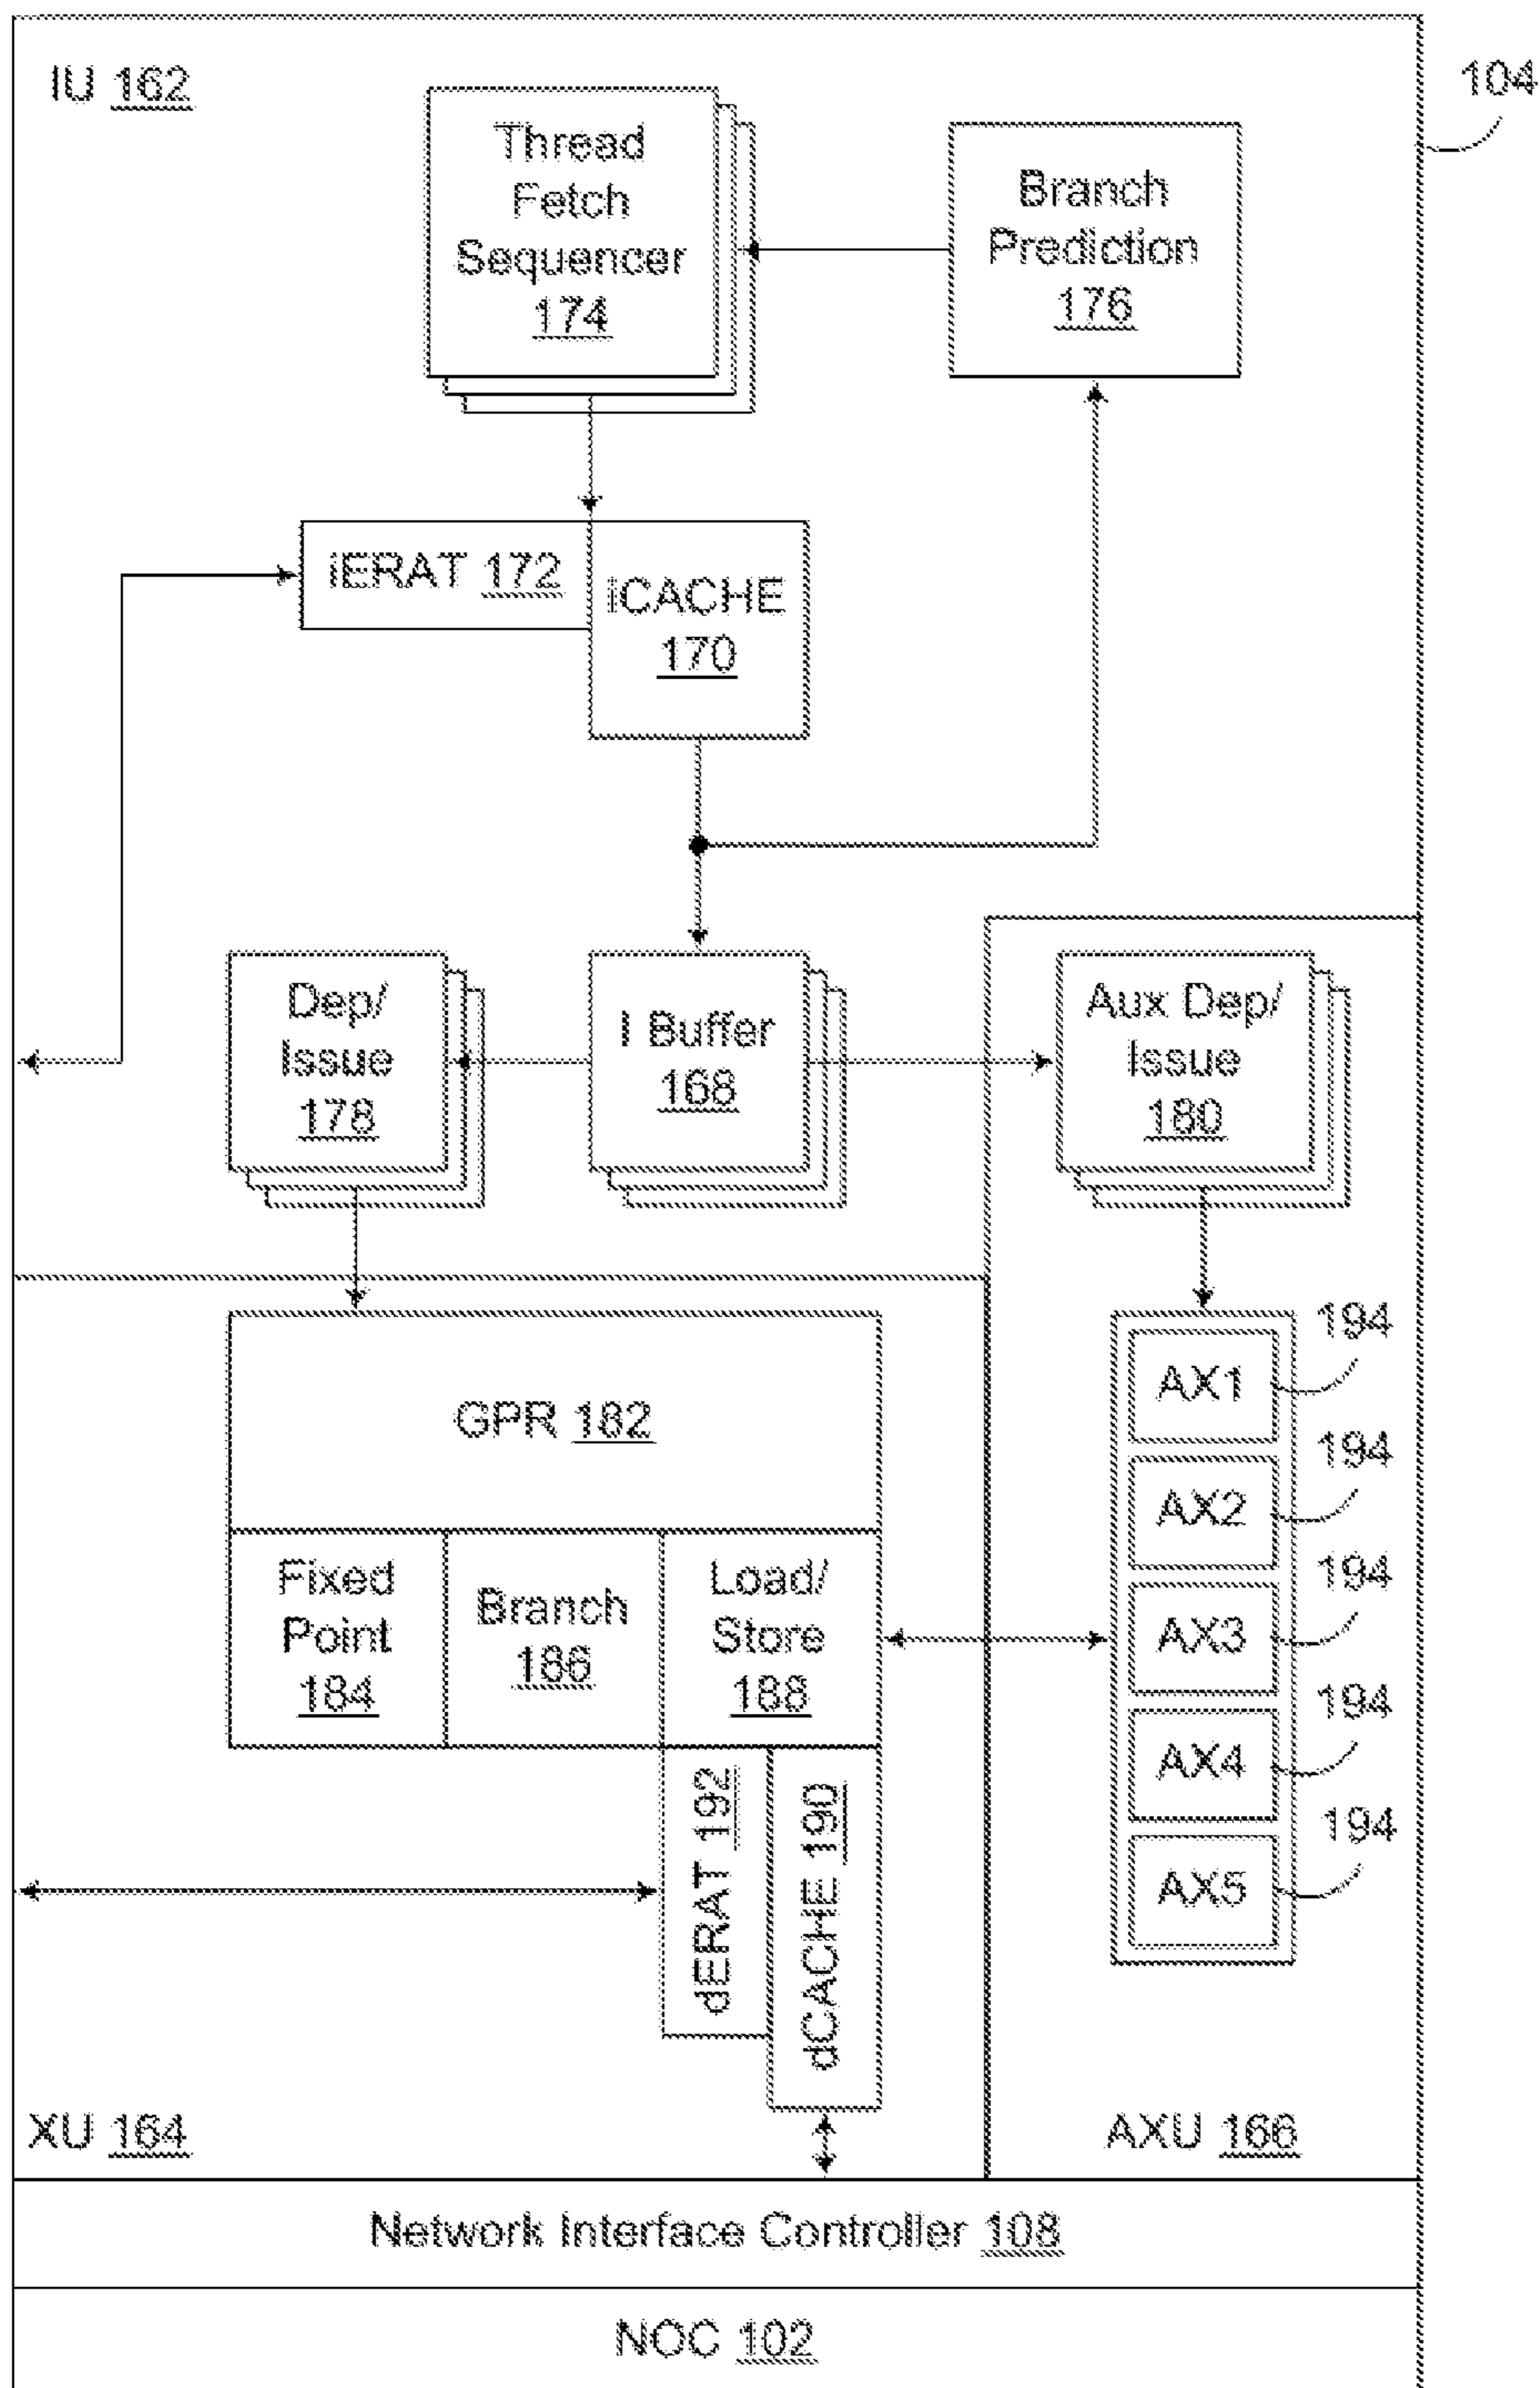 IU 162
104
Thread
Fetch
Sequencer
174
Branch
Prediction
176
iERAT 172
iCACHE
170
Dep/
Issue
178
I Buffer
168
Aux Dep/
Issue
180
GPR 182
Fixed
Point
184
Branch
186
Load/
Store
188
dERAT 192
dCACHE 190
AX1
194
AX2
194
AX3
194
AX4
194
AX5
194
XU 164
AXU 166
Network Interface Controller 108
NOC 102